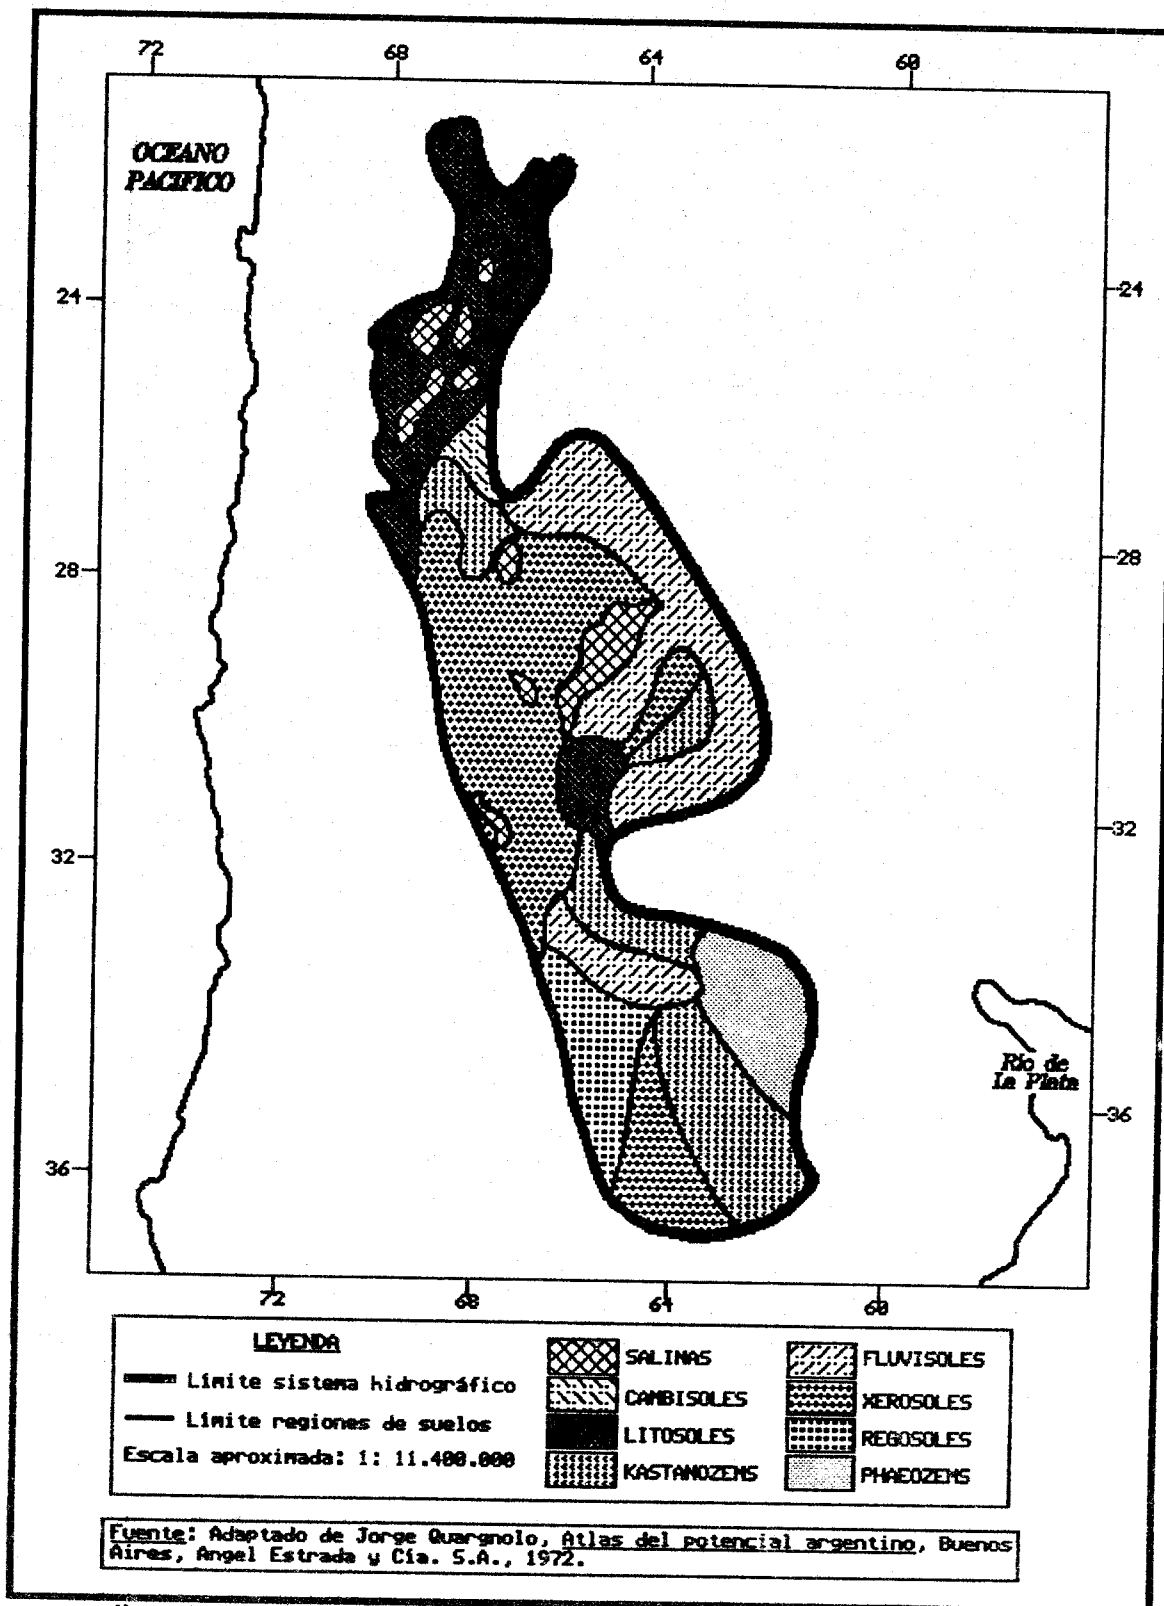 72 68 64 60
OCEANO
PACIFICO
24 24
28 28
32 32
Río de
La Plata
36 36
72 68 64 60
LEYENDA
Límite sistema hidrográfico
Límite regiones de suelos
Escala aproximada: 1: 11.400.000
SALINAS
CAMBISOLES
LITOSOLES
KASTANOZEMS
FLUVISOLES
XEROSOLES
REGOSOLES
PHAEOZEMS
Fuente: Adaptado de Jorge Quargnolo, Atlas del potencial argentino, Buenos
Aires, Angel Estrada y Cía. S.A., 1972.